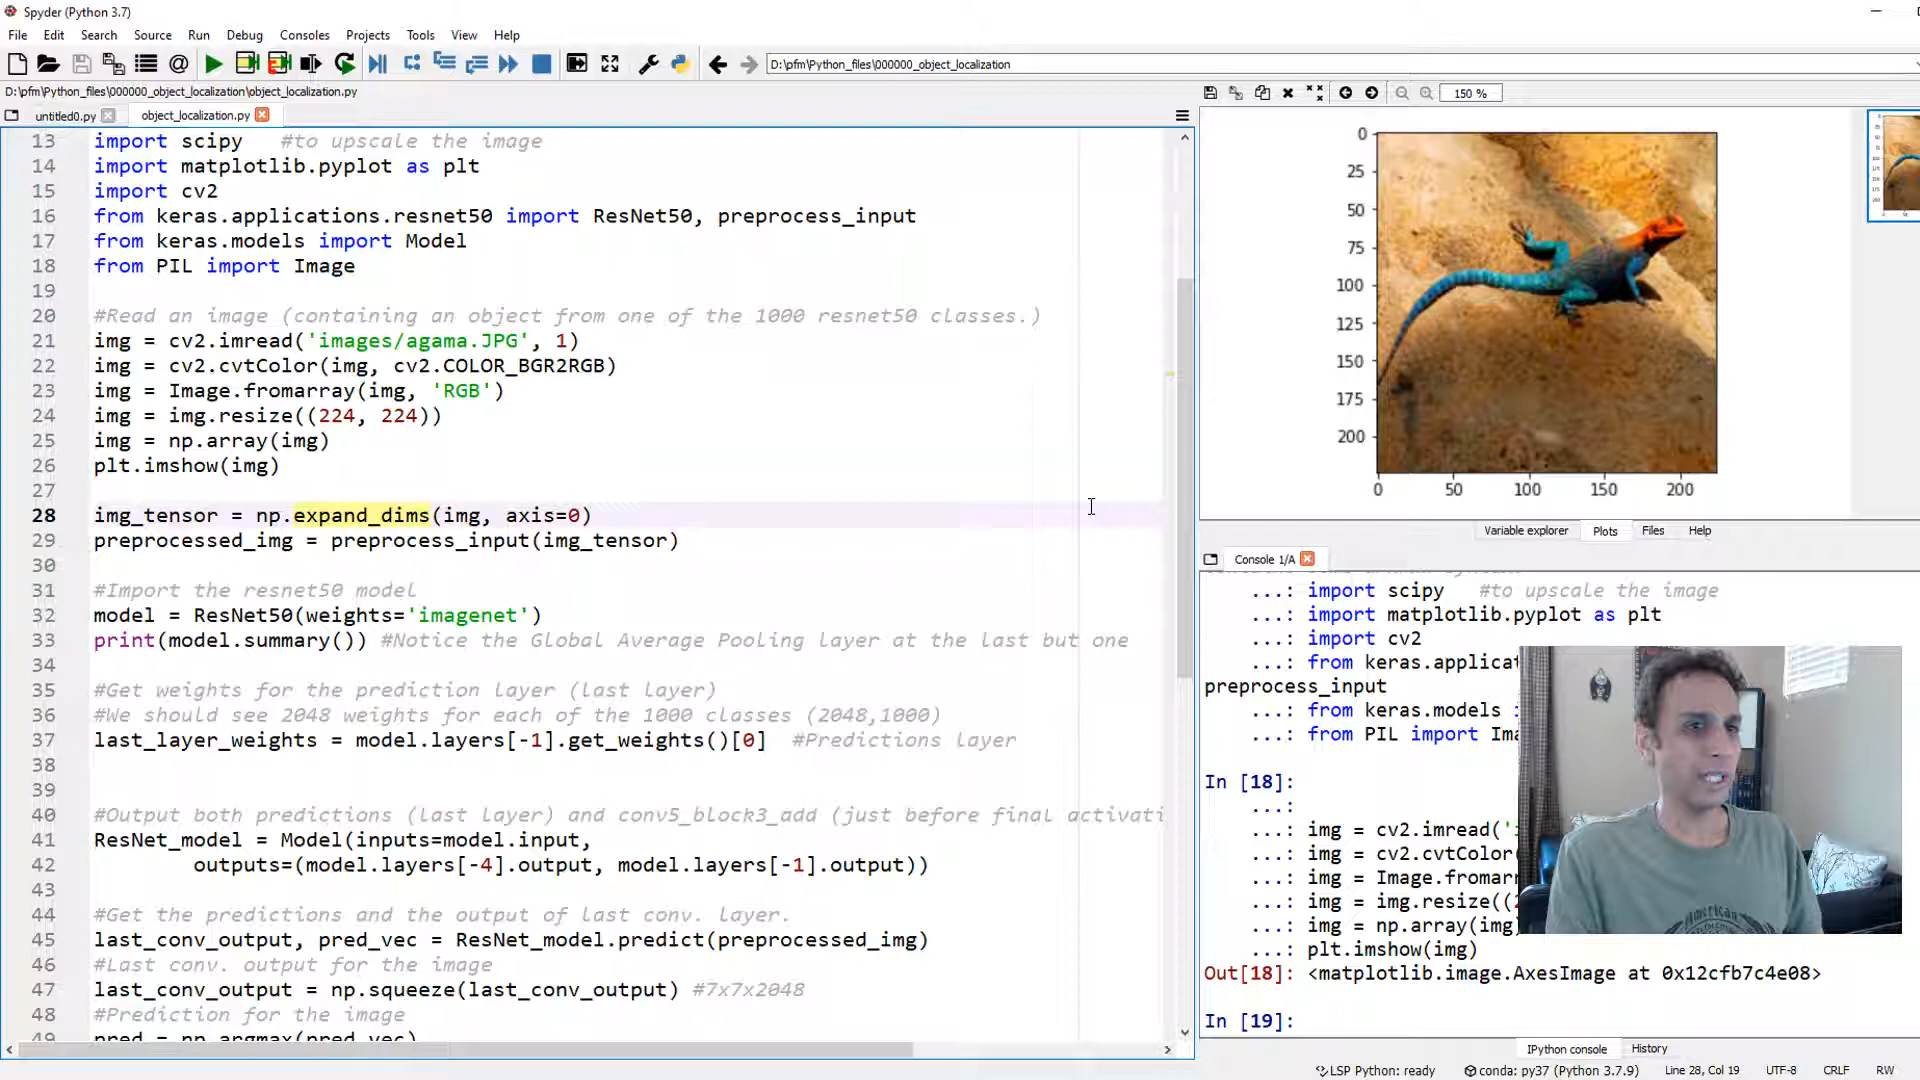 Spyder (Python 3.7)
File Edit Search Source Run Debug Consoles Projects Tools View Help
D:\pfm\Python_files\000000_object_localization
D:\pfm\Python_files\000000_object_localization\object_localization.py
untitled0.py object_localization.py
13 import scipy #to upscale the image
14 import matplotlib.pyplot as plt
15 import cv2
16 from keras.applications.resnet50 import ResNet50, preprocess_input
17 from keras.models import Model
18 from PIL import Image
19
20 #Read an image (containing an object from one of the 1000 resnet50 classes.)
21 img = cv2.imread('images/agama.JPG', 1)
22 img = cv2.cvtColor(img, cv2.COLOR_BGR2RGB)
23 img = Image.fromarray(img, 'RGB')
24 img = img.resize((224, 224))
25 img = np.array(img)
26 plt.imshow(img)
27
28 img_tensor = np.expand_dims(img, axis=0)
29 preprocessed_img = preprocess_input(img_tensor)
30
31 #Import the resnet50 model
32 model = ResNet50(weights='imagenet')
33 print(model.summary()) #Notice the Global Average Pooling layer at the last but one
34
35 #Get weights for the prediction layer (last layer)
36 #We should see 2048 weights for each of the 1000 classes (2048,1000)
37 last_layer_weights = model.layers[-1].get_weights()[0] #Predictions layer
38
39
40 #Output both predictions (last layer) and conv5_block3_add (just before final activati
41 ResNet_model = Model(inputs=model.input,
42 outputs=(model.layers[-4].output, model.layers[-1].output))
43
44 #Get the predictions and the output of last conv. layer.
45 last_conv_output, pred_vec = ResNet_model.predict(preprocessed_img)
46 #Last conv. output for the image
47 last_conv_output = np.squeeze(last_conv_output) #7x7x2048
48 #Prediction for the image
49 pred = np.argmax(pred_vec)
150 %
0
25
50
75
100
125
150
175
200
0 50 100 150 200
Variable explorer Plots Files Help
Console 1/A
...: import scipy #to upscale the image
...: import matplotlib.pyplot as plt
...: import cv2
...: from keras.applicat
preprocess_input
...: from keras.models
...: from PIL import Ima
In [18]:
...:
...: img = cv2.imread('
...: img = cv2.cvtColor(
...: img = Image.fromarr
...: img = img.resize((2
...: img = np.array(img)
...: plt.imshow(img)
Out[18]: <matplotlib.image.AxesImage at 0x12cfb7c4e08>
In [19]:
IPython console History
LSP Python: ready conda: py37 (Python 3.7.9) Line 28, Col 19 UTF-8 CRLF RW